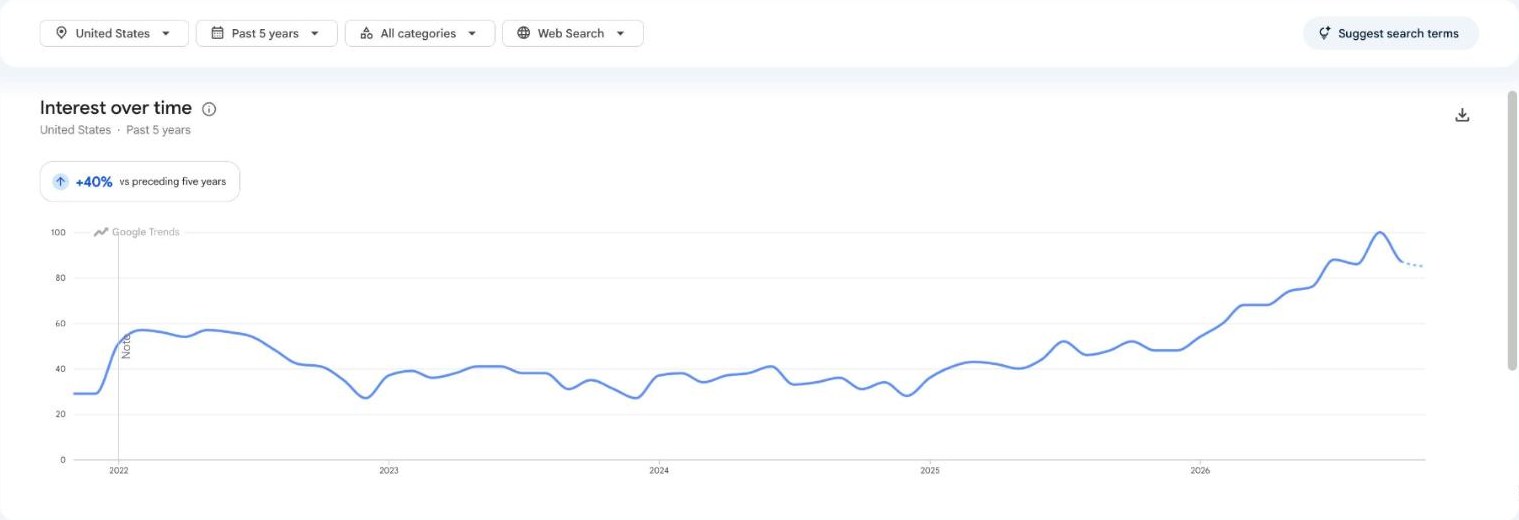 United States Past 5 years All categories Web Search Suggest search terms
Interest over time
United States · Past 5 years
+40% vs preceding five years
100
Google Trends
80
60
Note
40
20
0
2022 2023 2024 2025 2026